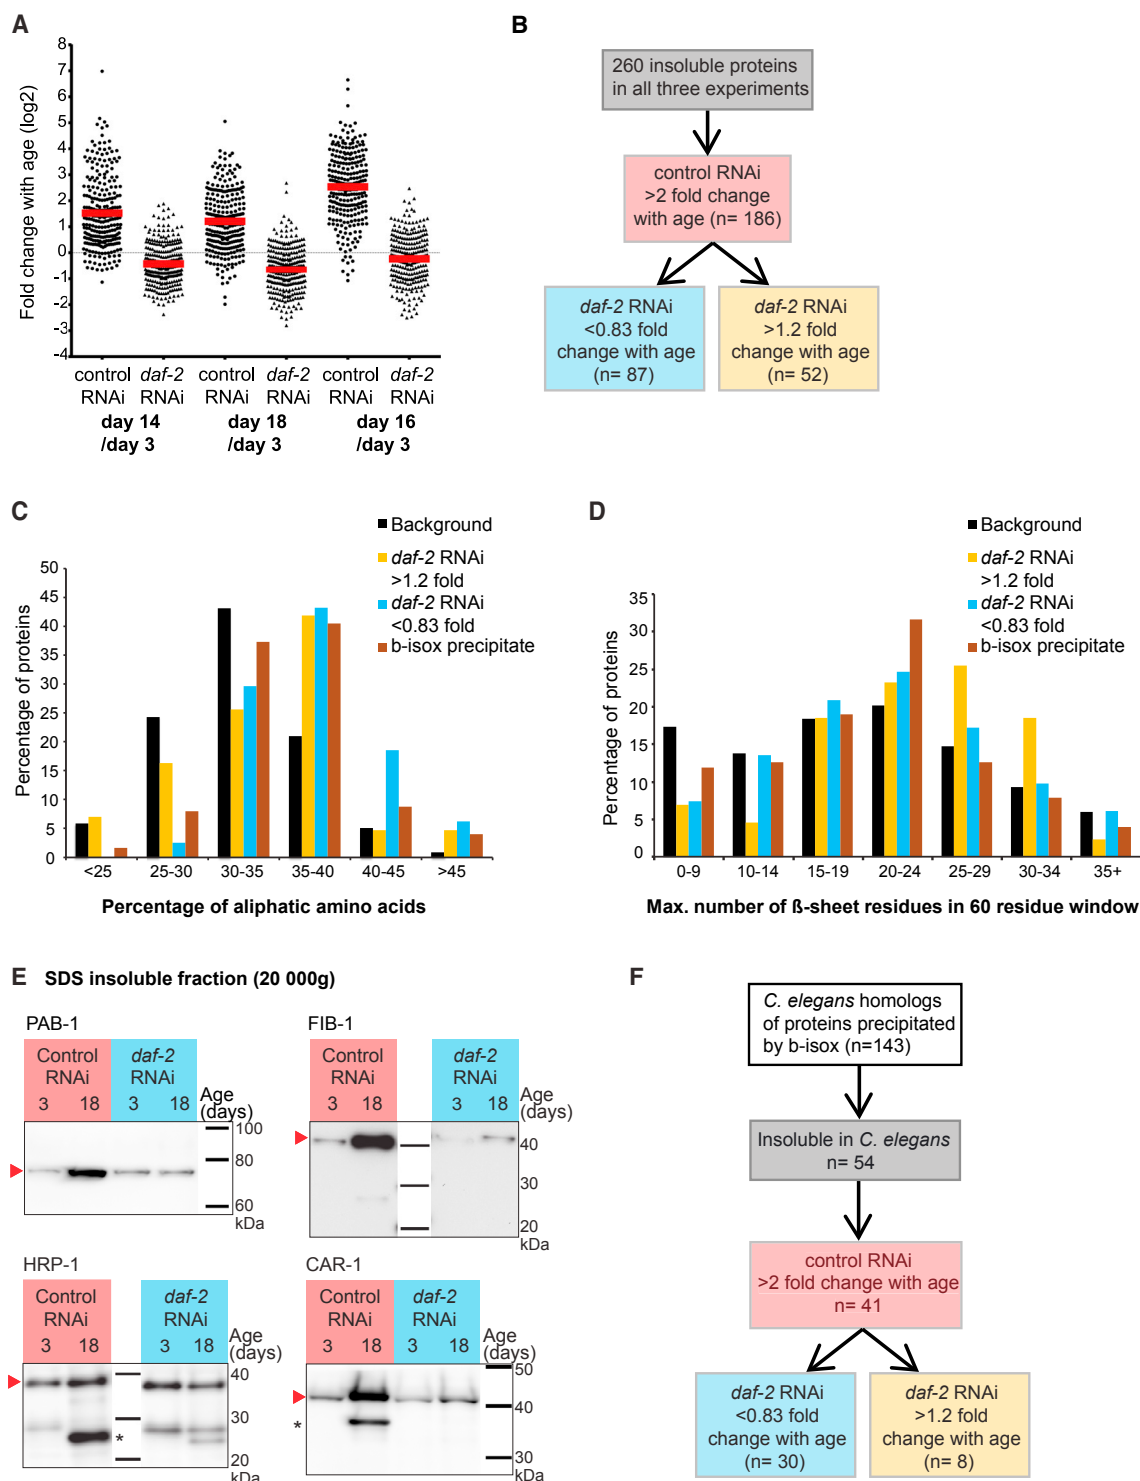 A
Fold change with age (log2)
8
7
6
5
4
3
2
1
0
-1
-2
-3
-4
control RNAi
daf-2 RNAi
control RNAi
daf-2 RNAi
control RNAi
daf-2 RNAi
day 14 /day 3
day 18 /day 3
day 16 /day 3
B
260 insoluble proteins
in all three experiments
control RNAi
>2 fold change
with age (n= 186)
daf-2 RNAi
<0.83 fold
change with age
(n= 87)
daf-2 RNAi
>1.2 fold
change with age
(n= 52)
C
Background
daf-2 RNAi
>1.2 fold
daf-2 RNAi
<0.83 fold
b-isox precipitate
Percentage of proteins
50
45
40
35
30
25
20
15
10
5
0
<25 25-30 30-35 35-40 40-45 >45
Percentage of aliphatic amino acids
D
Background
daf-2 RNAi
>1.2 fold
daf-2 RNAi
<0.83 fold
b-isox precipitate
Percentage of proteins
35
30
25
20
15
10
5
0
0-9 10-14 15-19 20-24 25-29 30-34 35+
Max. number of ß-sheet residues in 60 residue window
E SDS insoluble fraction (20 000g)
PAB-1
Control
RNAi
daf-2
RNAi
3 18 3 18 Age
(days)
100
80
60
kDa
FIB-1
Control
RNAi
daf-2
RNAi
3 18 3 18 Age
(days)
40
30
20
kDa
HRP-1
Control
RNAi
daf-2
RNAi
3 18 3 18 Age
(days)
40
30
*
20
kDa
CAR-1
Control
RNAi
daf-2
RNAi
3 18 3 18 Age
(days)
50
40
*
30
kDa
F
C. elegans homologs
of proteins precipitated
by b-isox (n=143)
Insoluble in C. elegans
n= 54
control RNAi
>2 fold change with age
n= 41
daf-2 RNAi
<0.83 fold
change with age
(n= 30)
daf-2 RNAi
>1.2 fold
change with age
(n= 8)